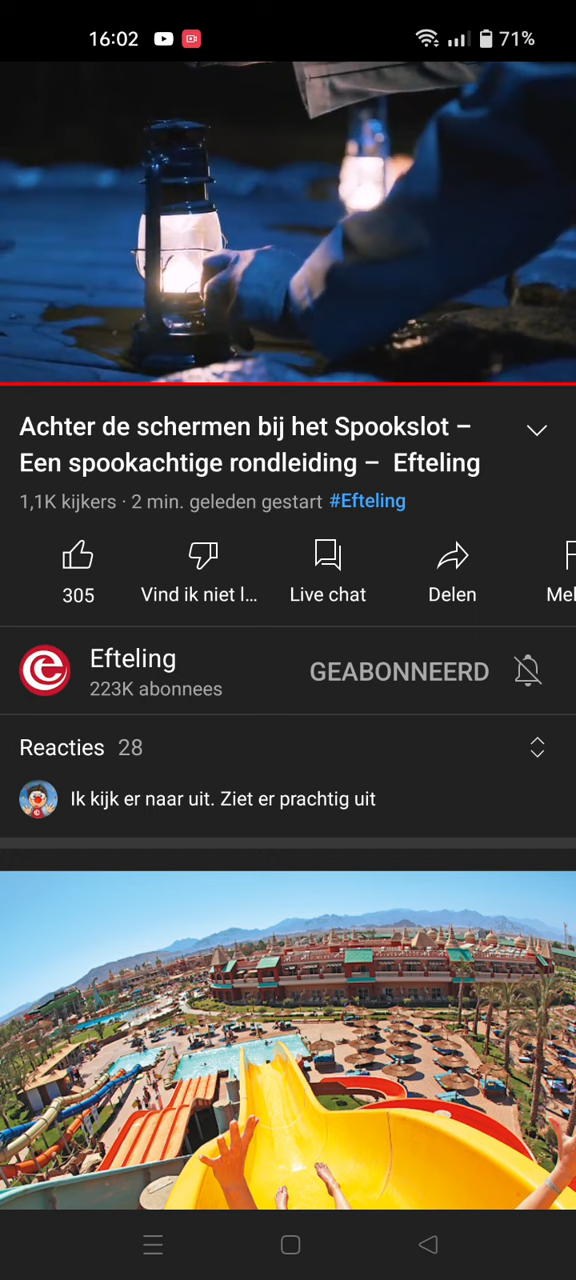 16:02
71%
Achter de schermen bij het Spookslot –
Een spookachtige rondleiding – Efteling
1,1K kijkers · 2 min. geleden gestart #Efteling
305
Vind ik niet l...
Live chat
Delen
Mel
Efteling
223K abonnees
GEABONNEERD
Reacties 28
Ik kijk er naar uit. Ziet er prachtig uit